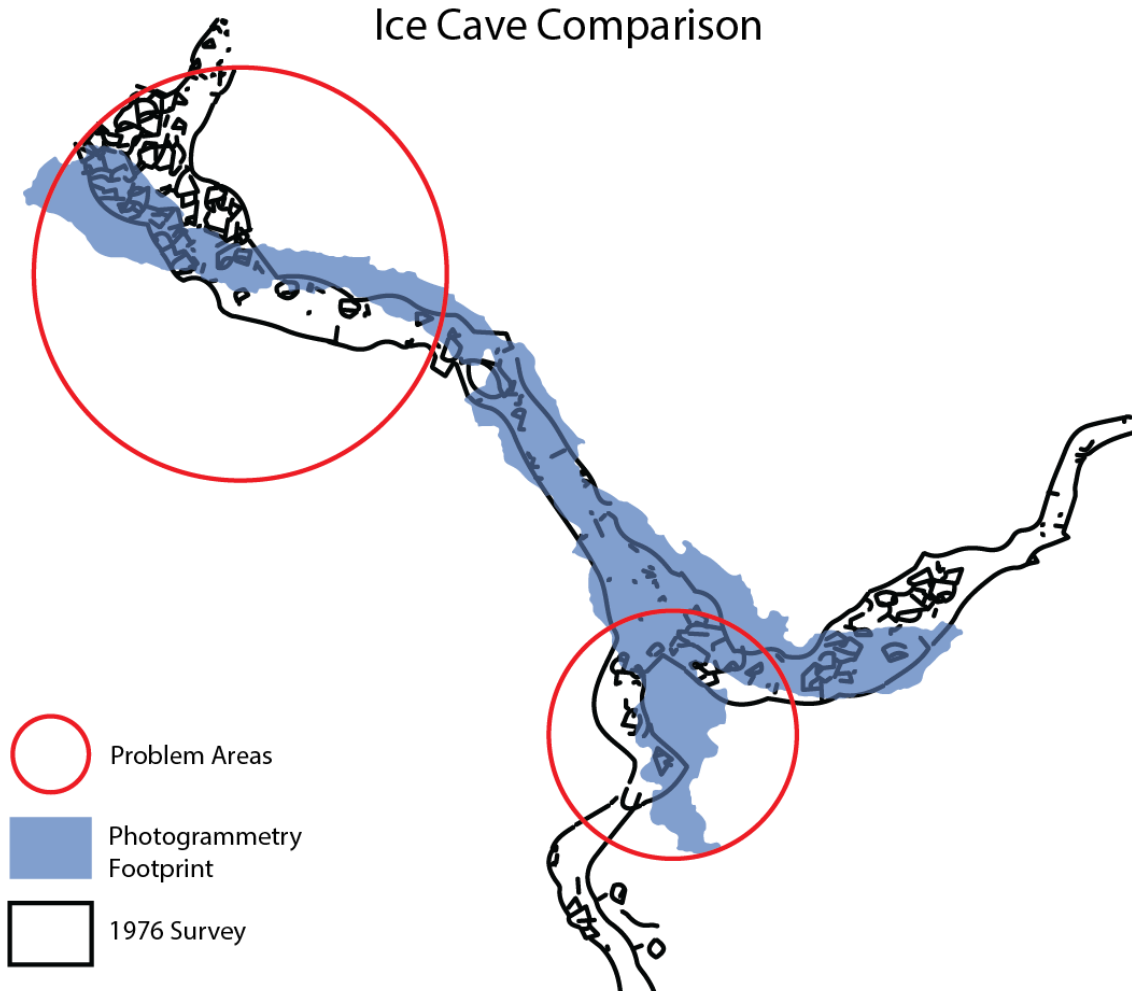 Ice Cave Comparison
Problem Areas
Photogrammetry
Footprint
1976 Survey